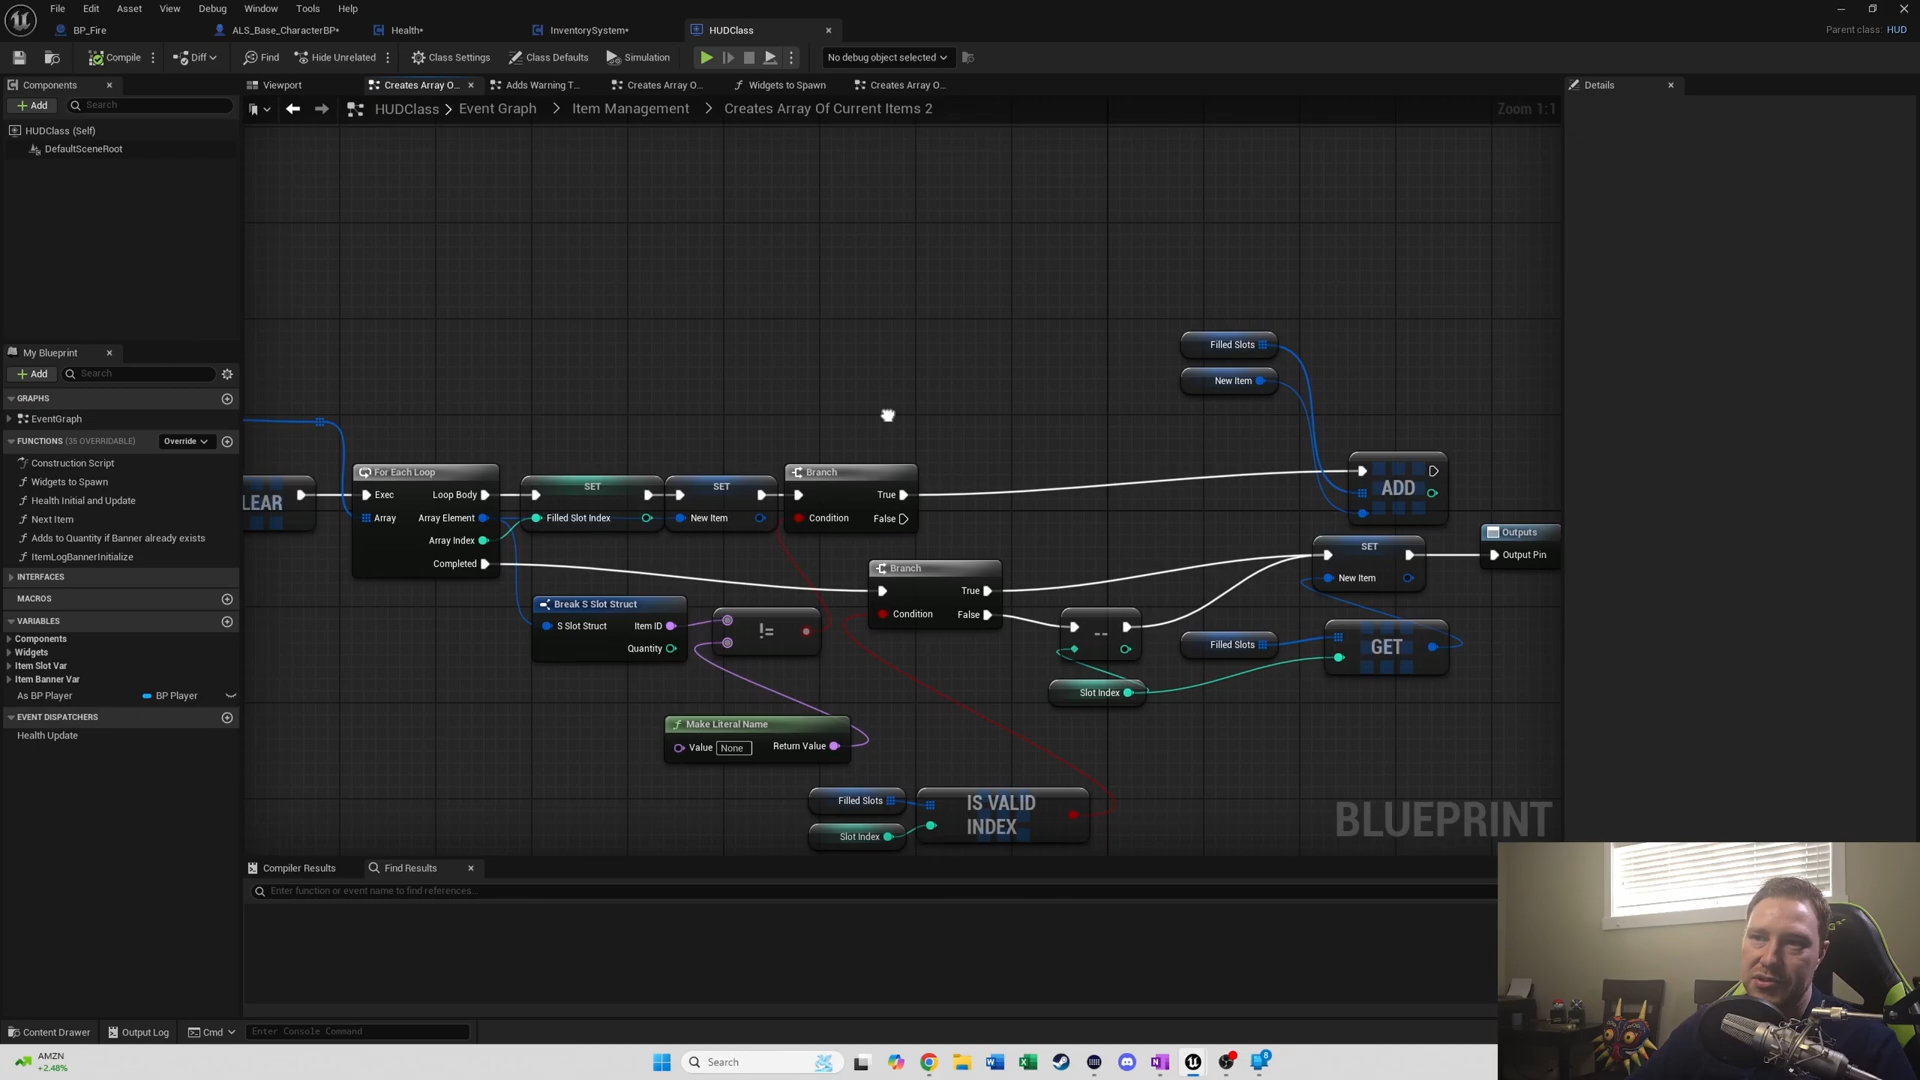 File Edit Asset View Debug Window Tools Help
BP_Fire ALS_Base_CharacterBP* Health* InventorySystem* HUDClass
Parent class: HUD
Compile Diff Find Hide Unrelated Class Settings Class Defaults Simulation No debug object selected
Components
Viewport Creates Array O... Adds Warning T... Creates Array O... Widgets to Spawn Creates Array O...
Details
Add Search
HUDClass > Event Graph > Item Management > Creates Array Of Current Items 2
Zoom 1:1
HUDClass (Self)
DefaultSceneRoot
My Blueprint
Add Search
GRAPHS
EventGraph
FUNCTIONS (35 OVERRIDABLE) Override
Construction Script
Widgets to Spawn
Health Initial and Update
Next Item
Adds to Quantity if Banner already exists
ItemLogBannerInitialize
INTERFACES
MACROS
VARIABLES
Components
Widgets
Item Slot Var
Item Banner Var
As BP Player BP Player
EVENT DISPATCHERS
Health Update
Filled Slots
New Item
LEAR
For Each Loop
Exec Loop Body
Array Array Element
Array Index
Completed
SET
Filled Slot Index
SET
New Item
Branch
True
Condition False
ADD
SET
New Item
Outputs
Output Pin
Branch
True
Condition False
Break S Slot Struct
S Slot Struct Item ID
Quantity
!=
--
Slot Index
Filled Slots
GET
Make Literal Name
Value None Return Value
Filled Slots
Slot Index
IS VALID
INDEX
BLUEPRINT
Compiler Results Find Results
Enter function or event name to find references...
Content Drawer Output Log Cmd Enter Console Command
AMZN
+2.48%
Search
6